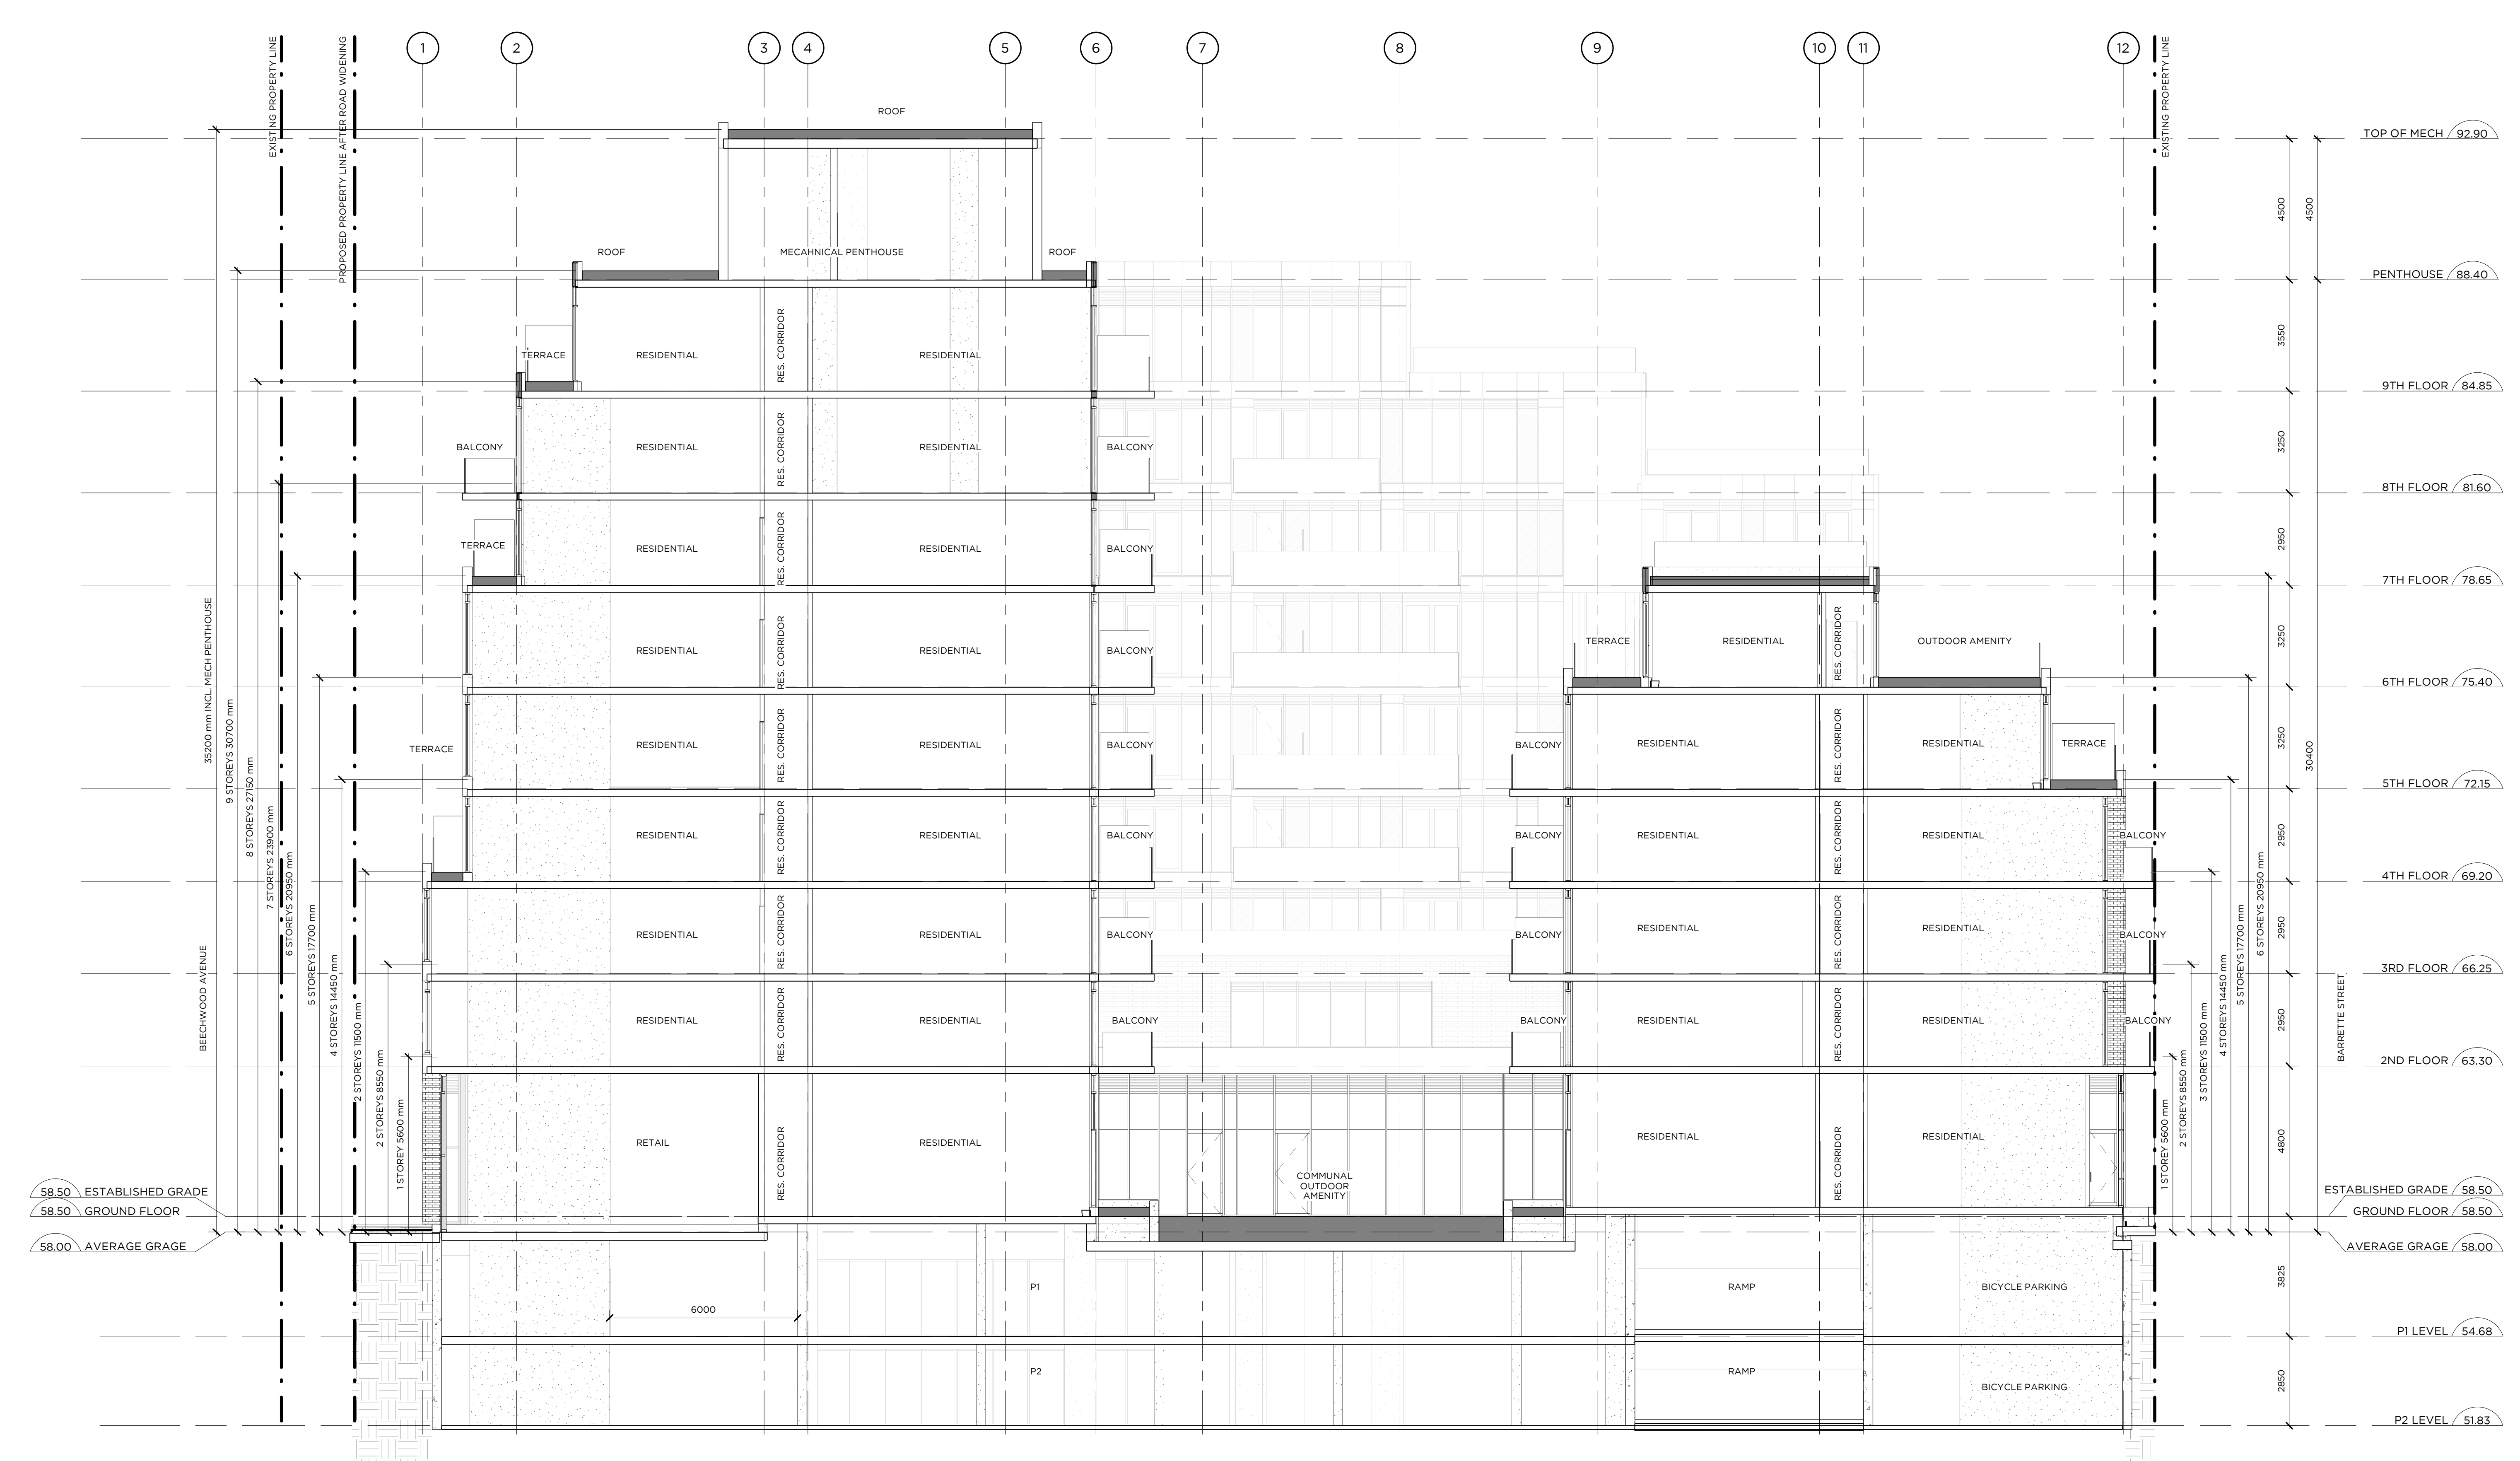 1 2 3 4 5 6 7 8 9 10 11 12
EXISTING PROPERTY LINE
PROPOSED PROPERTY LINE AFTER ROAD WIDENING
EXISTING PROPERTY LINE
ROOF
TOP OF MECH 92.90
4500 4500
ROOF MECAHNICAL PENTHOUSE ROOF
PENTHOUSE 88.40
3550
TERRACE RESIDENTIAL RES. CORRIDOR RESIDENTIAL
9TH FLOOR 84.85
3250
BALCONY RESIDENTIAL RES. CORRIDOR RESIDENTIAL BALCONY
8TH FLOOR 81.60
2950
TERRACE RESIDENTIAL RES. CORRIDOR RESIDENTIAL BALCONY
7TH FLOOR 78.65
3250
RESIDENTIAL RES. CORRIDOR RESIDENTIAL BALCONY TERRACE RESIDENTIAL RES. CORRIDOR OUTDOOR AMENITY
6TH FLOOR 75.40
3250
30400
TERRACE RESIDENTIAL RES. CORRIDOR RESIDENTIAL BALCONY BALCONY RESIDENTIAL RES. CORRIDOR RESIDENTIAL TERRACE
5TH FLOOR 72.15
2950
RESIDENTIAL RES. CORRIDOR RESIDENTIAL BALCONY BALCONY RESIDENTIAL RES. CORRIDOR RESIDENTIAL BALCONY
4TH FLOOR 69.20
2950
RESIDENTIAL RES. CORRIDOR RESIDENTIAL BALCONY BALCONY RESIDENTIAL RES. CORRIDOR RESIDENTIAL BALCONY
3RD FLOOR 66.25
2950
RESIDENTIAL RES. CORRIDOR RESIDENTIAL BALCONY BALCONY RESIDENTIAL RES. CORRIDOR RESIDENTIAL BALCONY
2ND FLOOR 63.30
4800
RETAIL RES. CORRIDOR RESIDENTIAL RESIDENTIAL RES. CORRIDOR RESIDENTIAL
COMMUNAL
OUTDOOR
AMENITY
BEECHWOOD AVENUE
35200 mm INCL. MECH PENTHOUSE
9 STOREYS 30700 mm
8 STOREYS 27150 mm
7 STOREYS 23900 mm
6 STOREYS 20950 mm
5 STOREYS 17700 mm
4 STOREYS 14450 mm
2 STOREYS 11500 mm
2 STOREYS 8550 mm
1 STOREY 5600 mm
1 STOREY 5600 mm
2 STOREYS 8550 mm
3 STOREYS 11500 mm
4 STOREYS 14450 mm
5 STOREYS 17700 mm
6 STOREYS 20950 mm
BARRETTE STREET
58.50 ESTABLISHED GRADE
58.50 GROUND FLOOR
58.00 AVERAGE GRAGE
ESTABLISHED GRADE 58.50
GROUND FLOOR 58.50
AVERAGE GRAGE 58.00
3825
P1 RAMP BICYCLE PARKING
6000
P1 LEVEL 54.68
2850
P2 RAMP BICYCLE PARKING
P2 LEVEL 51.83